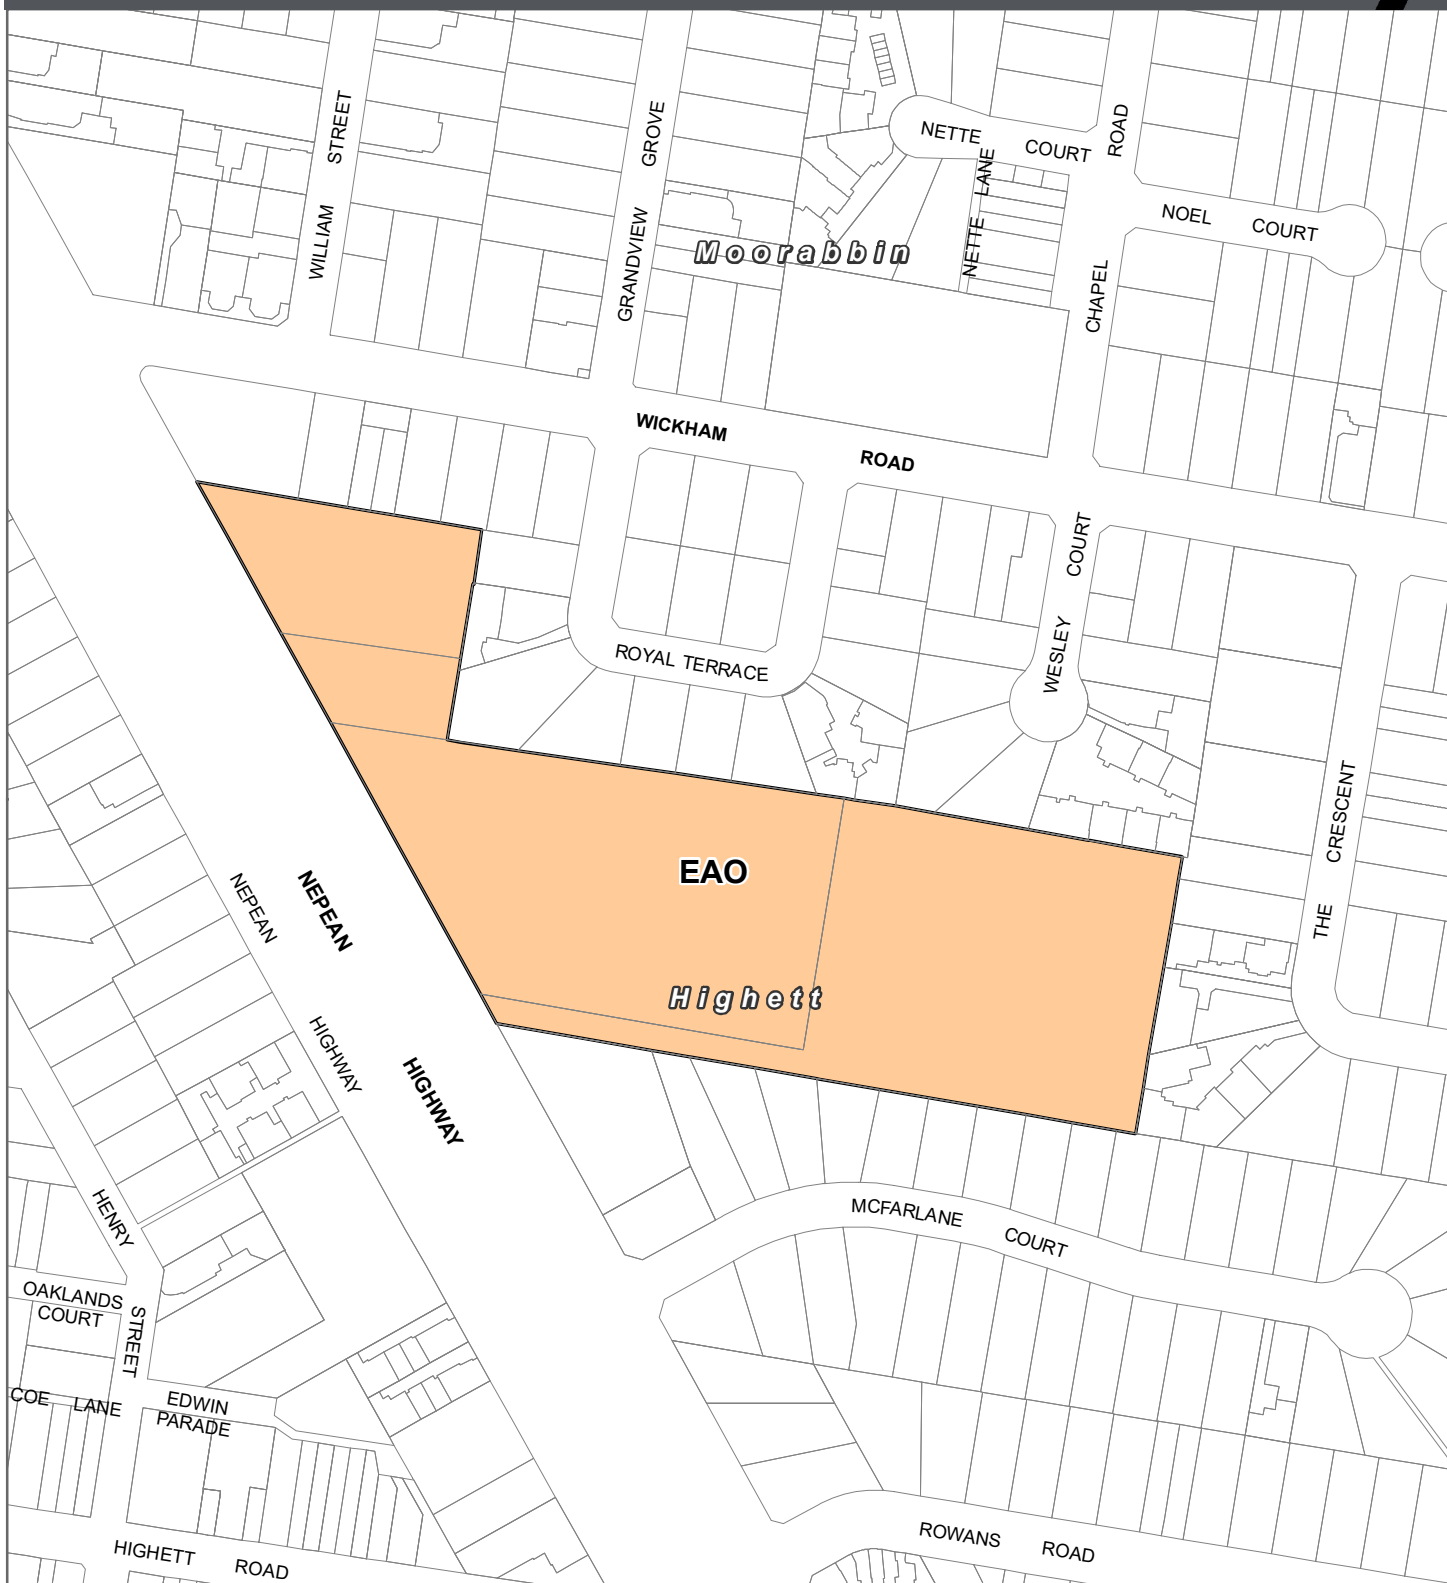 WILLIAM STREET
GRANDVIEW GROVE
NETTE COURT
NETTE LANE
CHAPEL ROAD
NOEL COURT
Moorabbin
WICKHAM ROAD
ROYAL TERRACE
WESLEY COURT
THE CRESCENT
EAO
Highett
NEPEAN HIGHWAY
NEPEAN HIGHWAY
MCFARLANE COURT
HENRY STREET
OAKLANDS
COURT
COE LANE
EDWIN
PARADE
HIGHETT ROAD
ROWANS ROAD